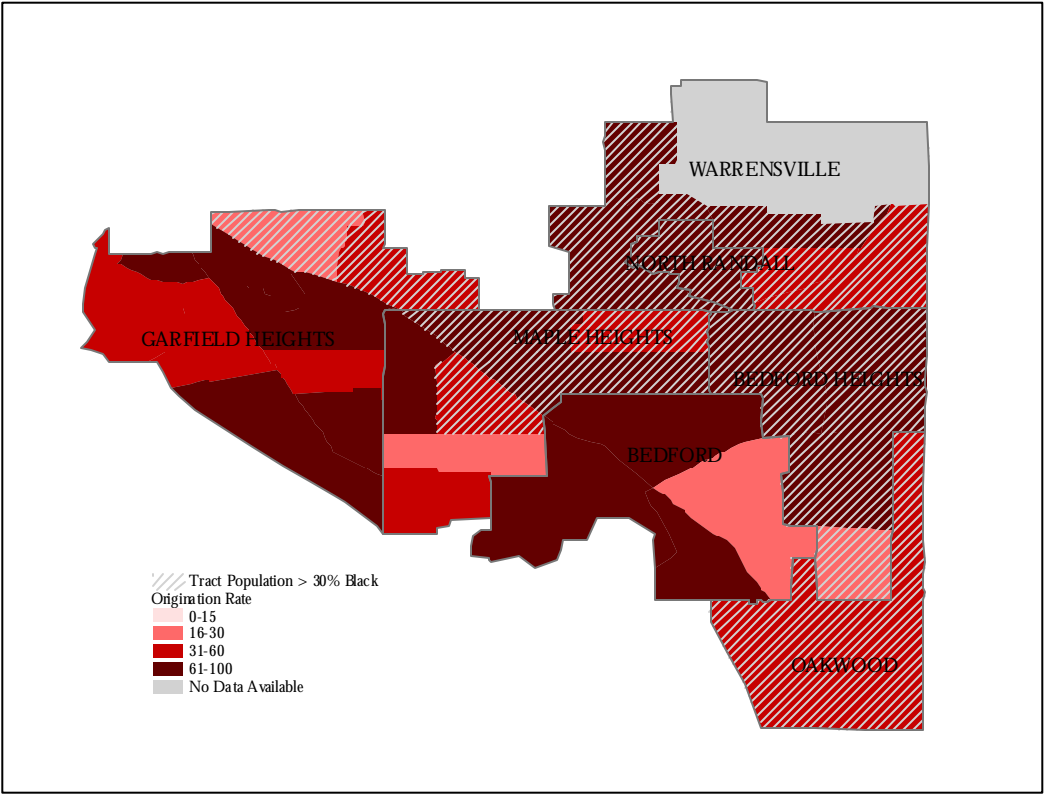 WARRENSVILLE
NORTH RANDALL
GARFIELD HEIGHTS
MAPLE HEIGHTS
BEDFORD HEIGHTS
BEDFORD
OAKWOOD
Tract Population > 30% Black
Origination Rate
0-15
16-30
31-60
61-100
No Data Available